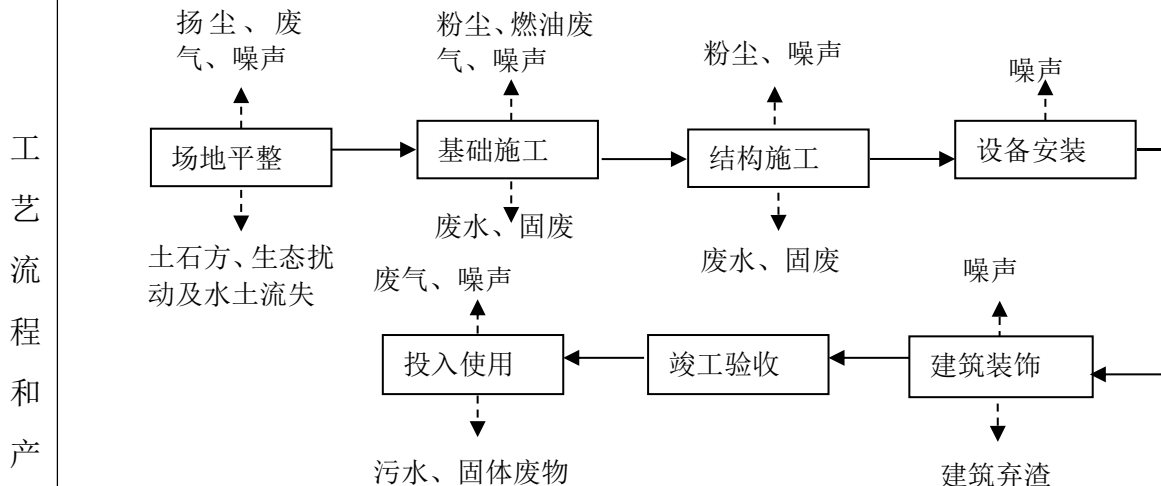 扬尘、废
气、噪声
粉尘、燃油废
气、噪声
粉尘、噪声
噪声
场地平整
基础施工
结构施工
设备安装
土石方、生态扰
动及水土流失
废水、固废
废水、固废
废气、噪声
噪声
投入使用
竣工验收
建筑装饰
污水、固体废物
建筑弃渣
工
艺
流
程
和
产